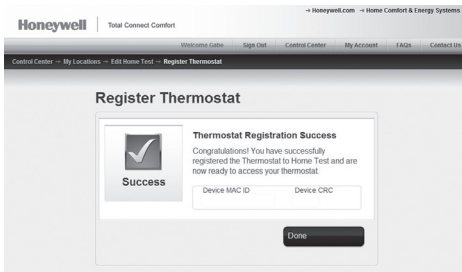 → Honeywell.com → Home Comfort & Energy Systems
Honeywell | Total Connect Comfort
Welcome Gabe Sign Out Control Center My Account FAQs Contact Us
Control Center → My Locations → Edit Home Test → Register Thermostat
Register Thermostat
Thermostat Registration Success
Congratulations! You have successfully
registered the Thermostat to Home Test and are
now ready to access your thermostat.
Success
Device MAC ID Device CRC
Done